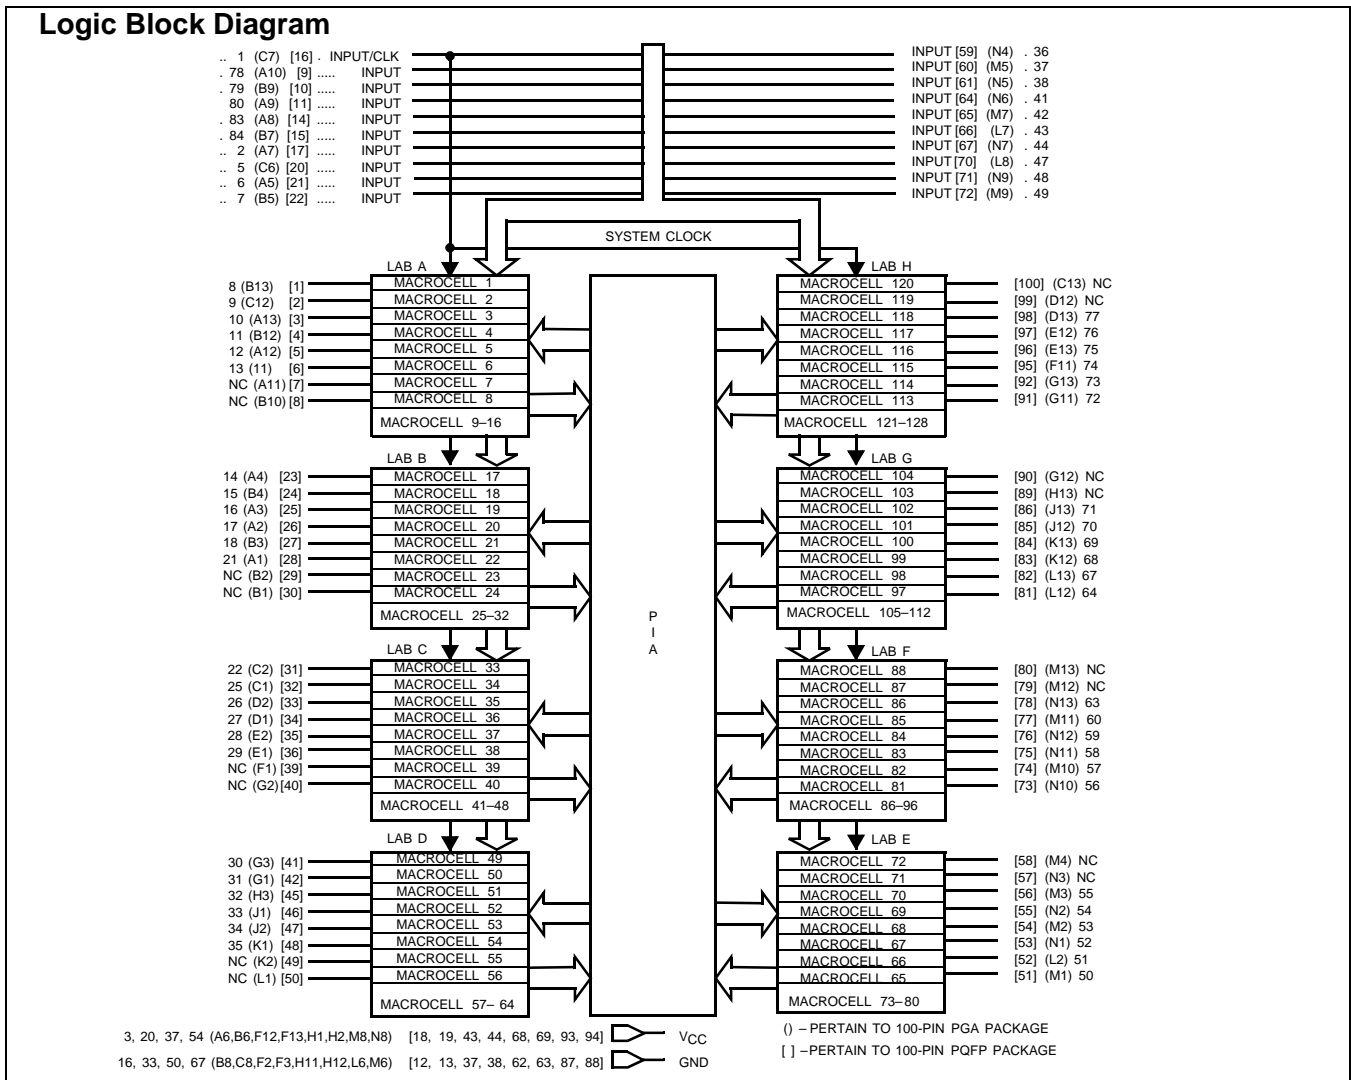 Logic Block Diagram
.. 1 (C7) [16] . INPUT/CLK
. 78 (A10) [9] ..... INPUT
. 79 (B9) [10] ..... INPUT
80 (A9) [11] ..... INPUT
. 83 (A8) [14] ..... INPUT
. 84 (B7) [15] ..... INPUT
.. 2 (A7) [17] ..... INPUT
.. 5 (C6) [20] ..... INPUT
.. 6 (A5) [21] ..... INPUT
.. 7 (B5) [22] ..... INPUT
INPUT [59] (N4) . 36
INPUT [60] (M5) . 37
INPUT [61] (N5) . 38
INPUT [64] (N6) . 41
INPUT [65] (M7) . 42
INPUT [66] (L7) . 43
INPUT [67] (N7) . 44
INPUT [70] (L8) . 47
INPUT [71] (N9) . 48
INPUT [72] (M9) . 49
SYSTEM CLOCK
LAB A
8 (B13) [1] MACROCELL 1
9 (C12) [2] MACROCELL 2
10 (A13) [3] MACROCELL 3
11 (B12) [4] MACROCELL 4
12 (A12) [5] MACROCELL 5
13 (11) [6] MACROCELL 6
NC (A11) [7] MACROCELL 7
NC (B10) [8] MACROCELL 8
MACROCELL 9–16
LAB B
14 (A4) [23] MACROCELL 17
15 (B4) [24] MACROCELL 18
16 (A3) [25] MACROCELL 19
17 (A2) [26] MACROCELL 20
18 (B3) [27] MACROCELL 21
21 (A1) [28] MACROCELL 22
NC (B2) [29] MACROCELL 23
NC (B1) [30] MACROCELL 24
MACROCELL 25–32
LAB C
22 (C2) [31] MACROCELL 33
25 (C1) [32] MACROCELL 34
26 (D2) [33] MACROCELL 35
27 (D1) [34] MACROCELL 36
28 (E2) [35] MACROCELL 37
29 (E1) [36] MACROCELL 38
NC (F1) [39] MACROCELL 39
NC (G2) [40] MACROCELL 40
MACROCELL 41–48
LAB D
30 (G3) [41] MACROCELL 49
31 (G1) [42] MACROCELL 50
32 (H3) [45] MACROCELL 51
33 (J1) [46] MACROCELL 52
34 (J2) [47] MACROCELL 53
35 (K1) [48] MACROCELL 54
NC (K2) [49] MACROCELL 55
NC (L1) [50] MACROCELL 56
MACROCELL 57– 64
P
I
A
LAB H
MACROCELL 120 [100] (C13) NC
MACROCELL 119 [99] (D12) NC
MACROCELL 118 [98] (D13) 77
MACROCELL 117 [97] (E12) 76
MACROCELL 116 [96] (E13) 75
MACROCELL 115 [95] (F11) 74
MACROCELL 114 [92] (G13) 73
MACROCELL 113 [91] (G11) 72
MACROCELL 121–128
LAB G
MACROCELL 104 [90] (G12) NC
MACROCELL 103 [89] (H13) NC
MACROCELL 102 [86] (J13) 71
MACROCELL 101 [85] (J12) 70
MACROCELL 100 [84] (K13) 69
MACROCELL 99 [83] (K12) 68
MACROCELL 98 [82] (L13) 67
MACROCELL 97 [81] (L12) 64
MACROCELL 105–112
LAB F
MACROCELL 88 [80] (M13) NC
MACROCELL 87 [79] (M12) NC
MACROCELL 86 [78] (N13) 63
MACROCELL 85 [77] (M11) 60
MACROCELL 84 [76] (N12) 59
MACROCELL 83 [75] (N11) 58
MACROCELL 82 [74] (M10) 57
MACROCELL 81 [73] (N10) 56
MACROCELL 86–96
LAB E
MACROCELL 72 [58] (M4) NC
MACROCELL 71 [57] (N3) NC
MACROCELL 70 [56] (M3) 55
MACROCELL 69 [55] (N2) 54
MACROCELL 68 [54] (M2) 53
MACROCELL 67 [53] (N1) 52
MACROCELL 66 [52] (L2) 51
MACROCELL 65 [51] (M1) 50
MACROCELL 73–80
3, 20, 37, 54 (A6,B6,F12,F13,H1,H2,M8,N8) [18, 19, 43, 44, 68, 69, 93, 94] VCC
16, 33, 50, 67 (B8,C8,F2,F3,H11,H12,L6,M6) [12, 13, 37, 38, 62, 63, 87, 88] GND
() – PERTAIN TO 100-PIN PGA PACKAGE
[ ] –PERTAIN TO 100-PIN PQFP PACKAGE